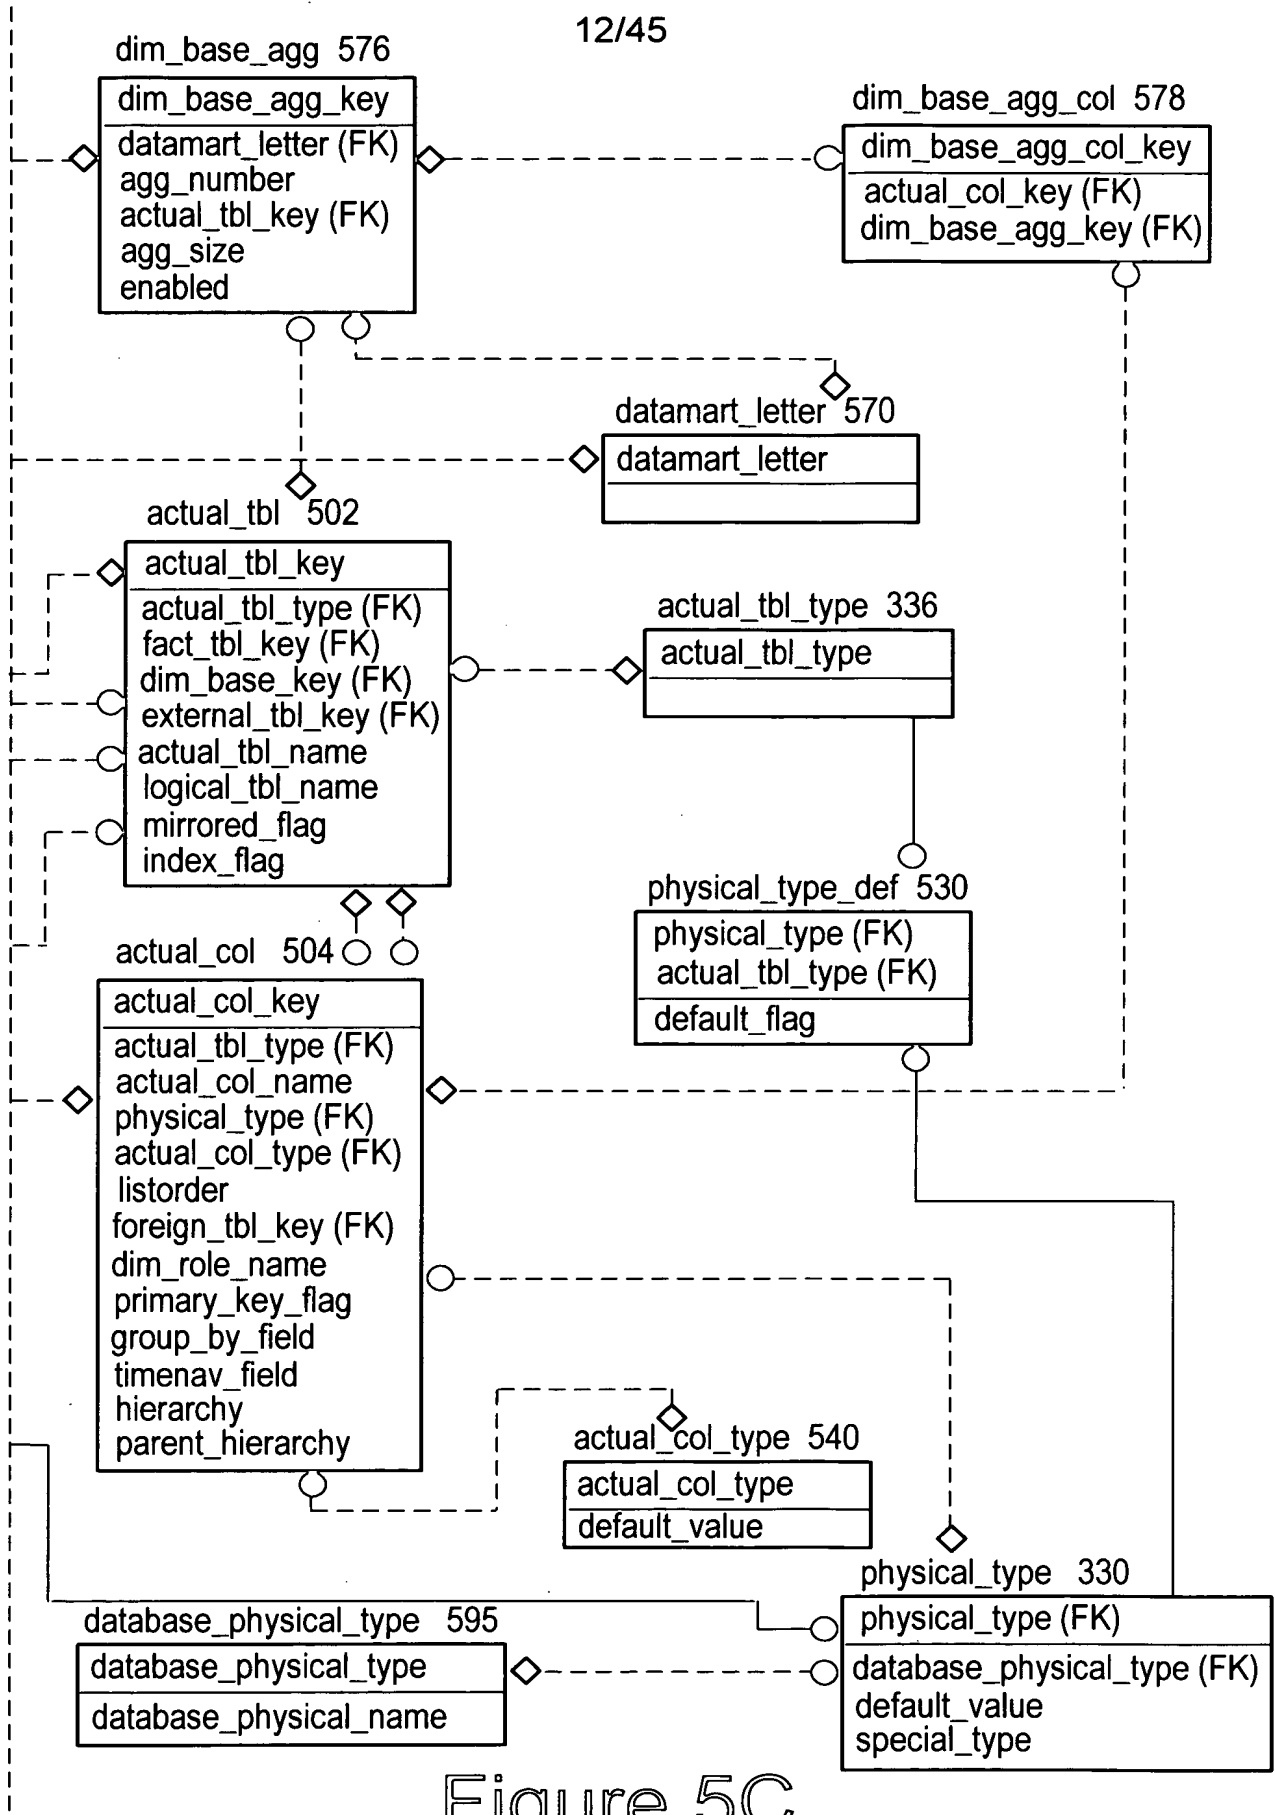 12/45
dim_base_agg 576
dim_base_agg_key
datamart_letter (FK)
agg_number
actual_tbl_key (FK)
agg_size
enabled
dim_base_agg_col 578
dim_base_agg_col_key
actual_col_key (FK)
dim_base_agg_key (FK)
datamart_letter 570
datamart_letter
actual_tbl 502
actual_tbl_key
actual_tbl_type (FK)
fact_tbl_key (FK)
dim_base_key (FK)
external_tbl_key (FK)
actual_tbl_name
logical_tbl_name
mirrored_flag
index_flag
actual_tbl_type 336
actual_tbl_type
physical_type_def 530
physical_type (FK)
actual_tbl_type (FK)
default_flag
actual_col 504
actual_col_key
actual_tbl_type (FK)
actual_col_name
physical_type (FK)
actual_col_type (FK)
listorder
foreign_tbl_key (FK)
dim_role_name
primary_key_flag
group_by_field
timenav_field
hierarchy
parent_hierarchy
actual_col_type 540
actual_col_type
default_value
physical_type 330
physical_type (FK)
database_physical_type (FK)
default_value
special_type
database_physical_type 595
database_physical_type
database_physical_name
Figure 5C